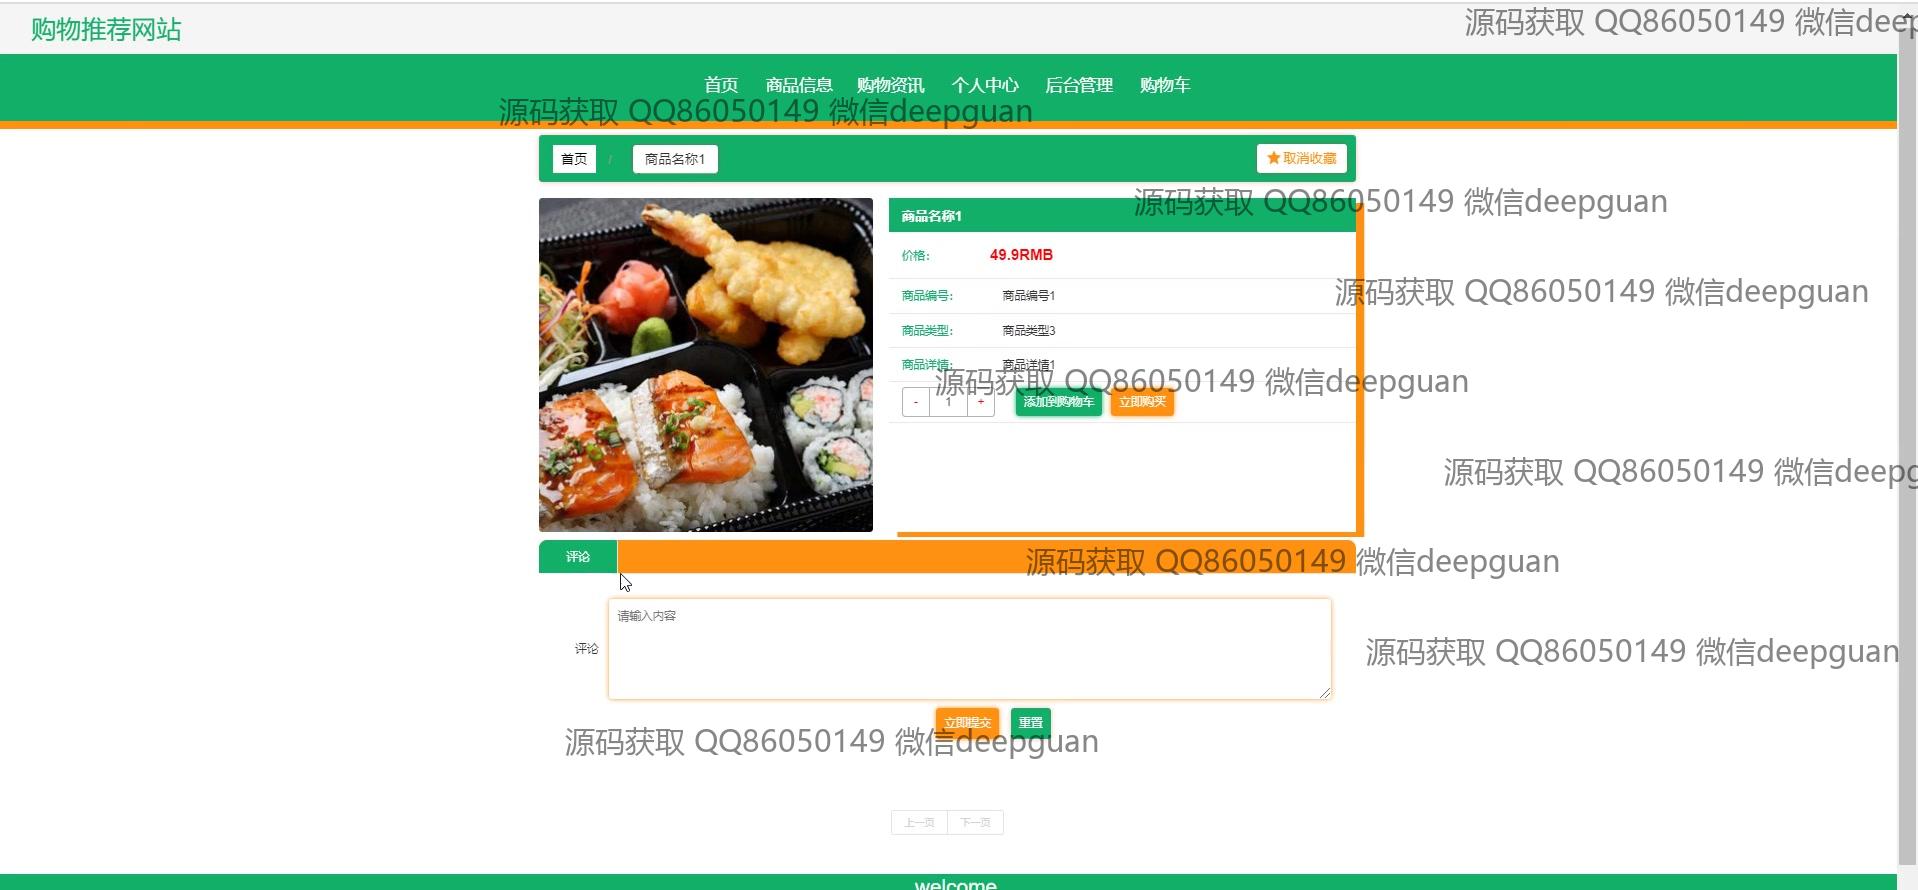 购物推荐网站
源码获取 QQ86050149 微信deep
首页 商品信息 购物资讯 个人中心 后台管理 购物车
源码获取 QQ86050149 微信deepguan
首页 / 商品名称1 取消收藏
源码获取 QQ86050149 微信deepguan
商品名称1
价格: 49.9RMB
源码获取 QQ86050149 微信deepguan
商品编号: 商品编号1
商品类型: 商品类型3
商品详情: 商品详情1
源码获取 QQ86050149 微信deepguan
- 1 + 添加到购物车 立即购买
源码获取 QQ86050149 微信deepg
评论
源码获取 QQ86050149 微信deepguan
请输入内容
评论
源码获取 QQ86050149 微信deepguan
立即提交 重置
源码获取 QQ86050149 微信deepguan
上一页 下一页
welcome